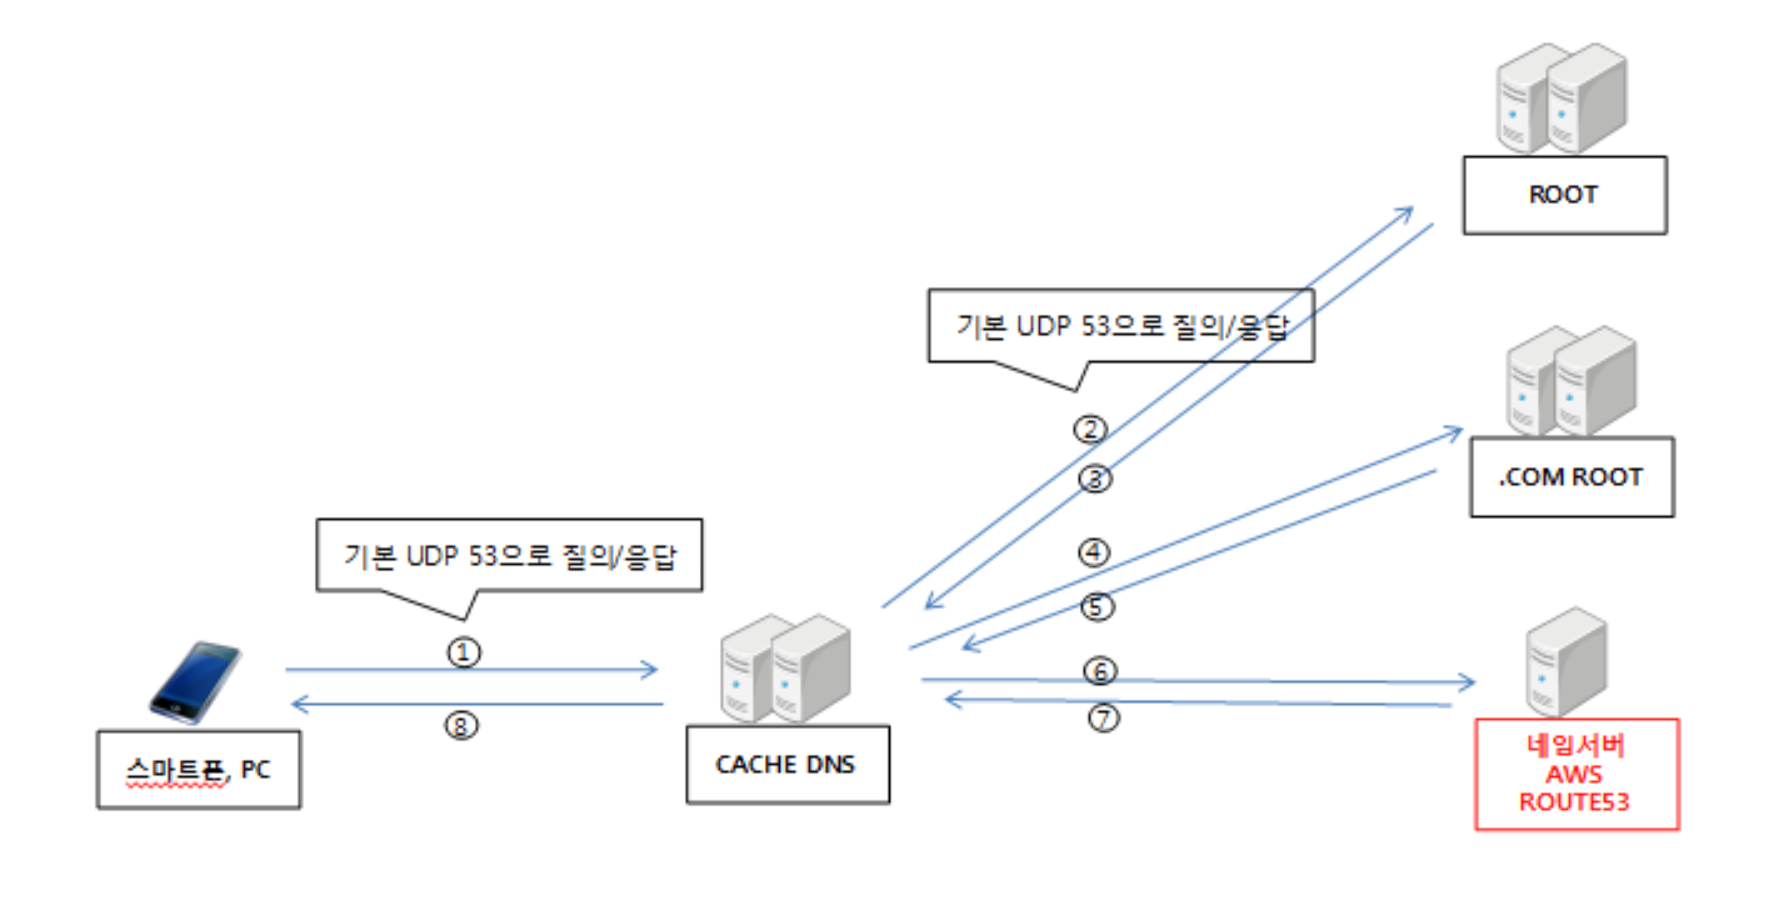 ROOT
기본 UDP 53으로 질의/응답
②
③
.COM ROOT
④
⑤
기본 UDP 53으로 질의/응답
①
⑧
⑥
⑦
스마트폰, PC
CACHE DNS
네임서버
AWS
ROUTE53